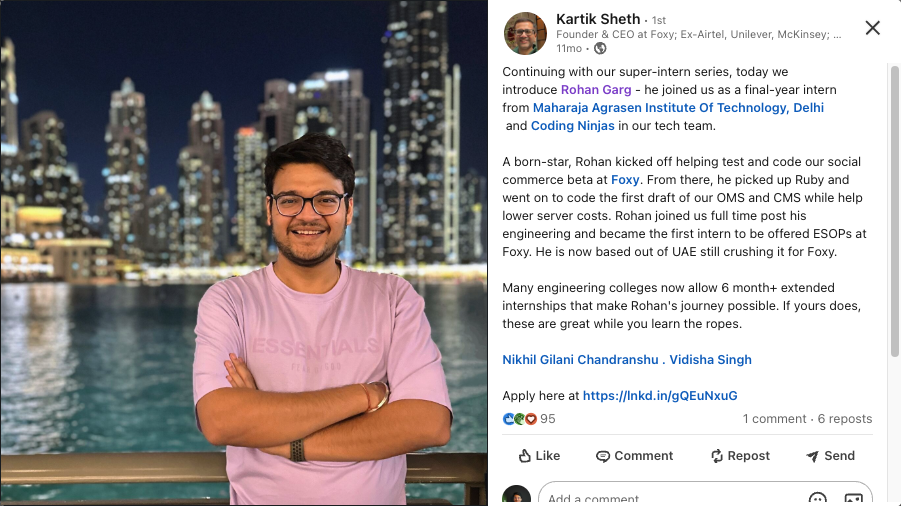 ESSENTIALS
Kartik Sheth · 1st
Founder & CEO at Foxy; Ex-Airtel, Unilever, McKinsey; ...
11mo ·
Continuing with our super-intern series, today we
introduce Rohan Garg - he joined us as a final-year intern
from Maharaja Agrasen Institute Of Technology, Delhi
and Coding Ninjas in our tech team.
A born-star, Rohan kicked off helping test and code our social
commerce beta at Foxy. From there, he picked up Ruby and
went on to code the first draft of our OMS and CMS while help
lower server costs. Rohan joined us full time post his
engineering and became the first intern to be offered ESOPs at
Foxy. He is now based out of UAE still crushing it for Foxy.
Many engineering colleges now allow 6 month+ extended
internships that make Rohan's journey possible. If yours does,
these are great while you learn the ropes.
Nikhil Gilani Chandranshu . Vidisha Singh
Apply here at https://lnkd.in/gQEuNxuG
95
1 comment · 6 reposts
Like Comment Repost Send
Add a comment